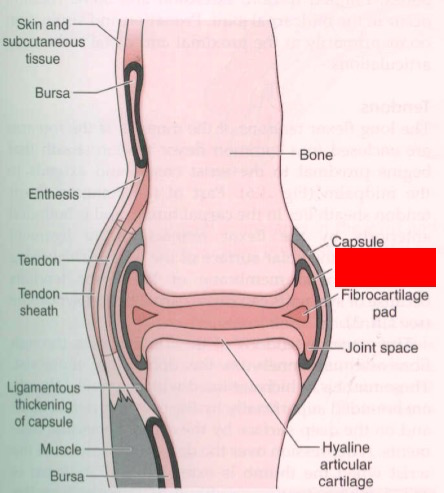 Skin and
subcutaneous
tissue
Bursa
Bone
Enthesis
Capsule
Tendon
Tendon
sheath
Fibrocartilage
pad
Joint space
Ligamentous
thickening
of capsule
Muscle
Hyaline
articular
cartilage
Bursa